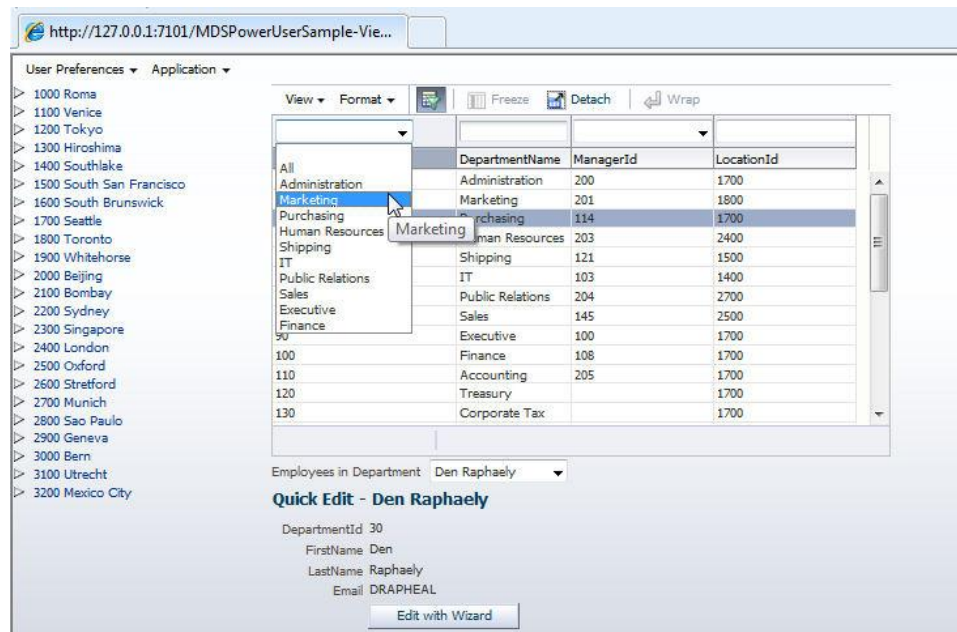 http://127.0.0.1:7101/MDSPowerUserSample-Vie...
User Preferences Application
1000 Roma
1100 Venice
1200 Tokyo
1300 Hiroshima
1400 Southlake
1500 South San Francisco
1600 South Brunswick
1700 Seattle
1800 Toronto
1900 Whitehorse
2000 Beijing
2100 Bombay
2200 Sydney
2300 Singapore
2400 London
2500 Oxford
2600 Stretford
2700 Munich
2800 Sao Paulo
2900 Geneva
3000 Bern
3100 Utrecht
3200 Mexico City
View Format Freeze Detach Wrap
All
Administration
Marketing
Purchasing
Human Resources
Shipping
IT
Public Relations
Sales
Executive
Finance
Marketing
DepartmentName ManagerId LocationId
Administration 200 1700
Marketing 201 1800
rchasing 114 1700
man Resources 203 2400
Shipping 121 1500
IT 103 1400
Public Relations 204 2700
Sales 145 2500
90 Executive 100 1700
100 Finance 108 1700
110 Accounting 205 1700
120 Treasury 1700
130 Corporate Tax 1700
Employees in Department Den Raphaely
Quick Edit - Den Raphaely
DepartmentId 30
FirstName Den
LastName Raphaely
Email DRAPHEAL
Edit with Wizard